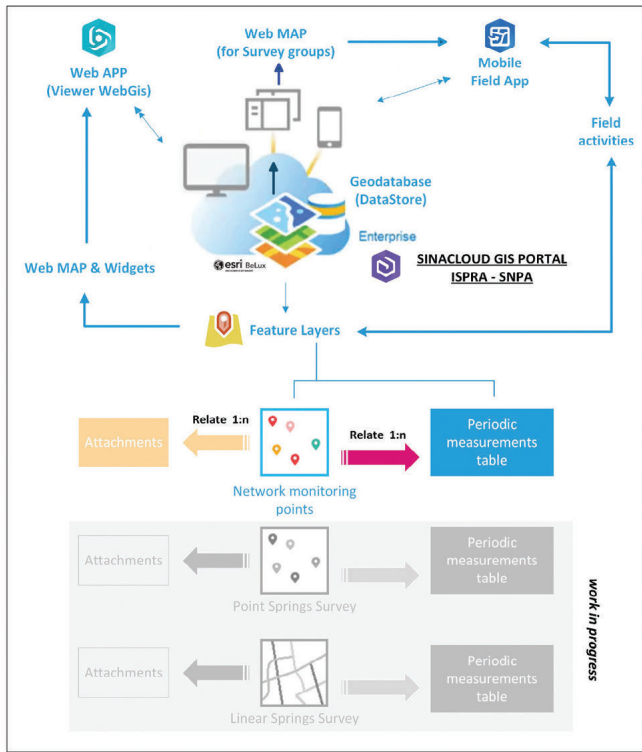 Web MAP
(for Survey groups)
Web APP
(Viewer WebGis)
Mobile
Field App
Field
activities
Geodatabase
(DataStore)
Enterprise
esri BeLux
SINACLOUD GIS PORTAL
ISPRA - SNPA
Web MAP & Widgets
Feature Layers
Attachments
Relate 1:n
Relate 1:n
Periodic
measurements
table
Network monitoring
points
Attachments
Periodic
measurements
table
Point Springs Survey
Attachments
Periodic
measurements
table
Linear Springs Survey
work in progress